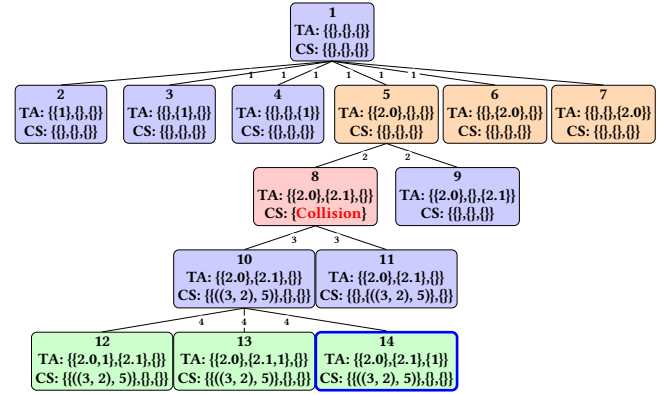 1
TA: {{},{},{}}
CS: {{},{},{}}
1 1 1 1 1 1
2
TA: {{1},{},{}}
CS: {{},{},{}}
3
TA: {{},{1},{}}
CS: {{},{},{}}
4
TA: {{},{},{1}}
CS: {{},{},{}}
5
TA: {{2.0},{},{}}
CS: {{},{},{}}
6
TA: {{},{2.0},{}}
CS: {{},{},{}}
7
TA: {{},{},{2.0}}
CS: {{},{},{}}
2 2
8
TA: {{2.0},{2.1},{}}
CS: {Collision}
9
TA: {{2.0},{},{2.1}}
CS: {{},{},{}}
3 3
10
TA: {{2.0},{2.1},{}}
CS: {{((3, 2), 5)},{},{}}
11
TA: {{2.0},{2.1},{}}
CS: {{},{((3, 2), 5)},{}}
4 4 4
12
TA: {{2.0,1},{2.1},{}}
CS: {{((3, 2), 5)},{},{}}
13
TA: {{2.0},{2.1,1},{}}
CS: {{((3, 2), 5)},{},{}}
14
TA: {{2.0},{2.1},{1}}
CS: {{((3, 2), 5)},{},{}}